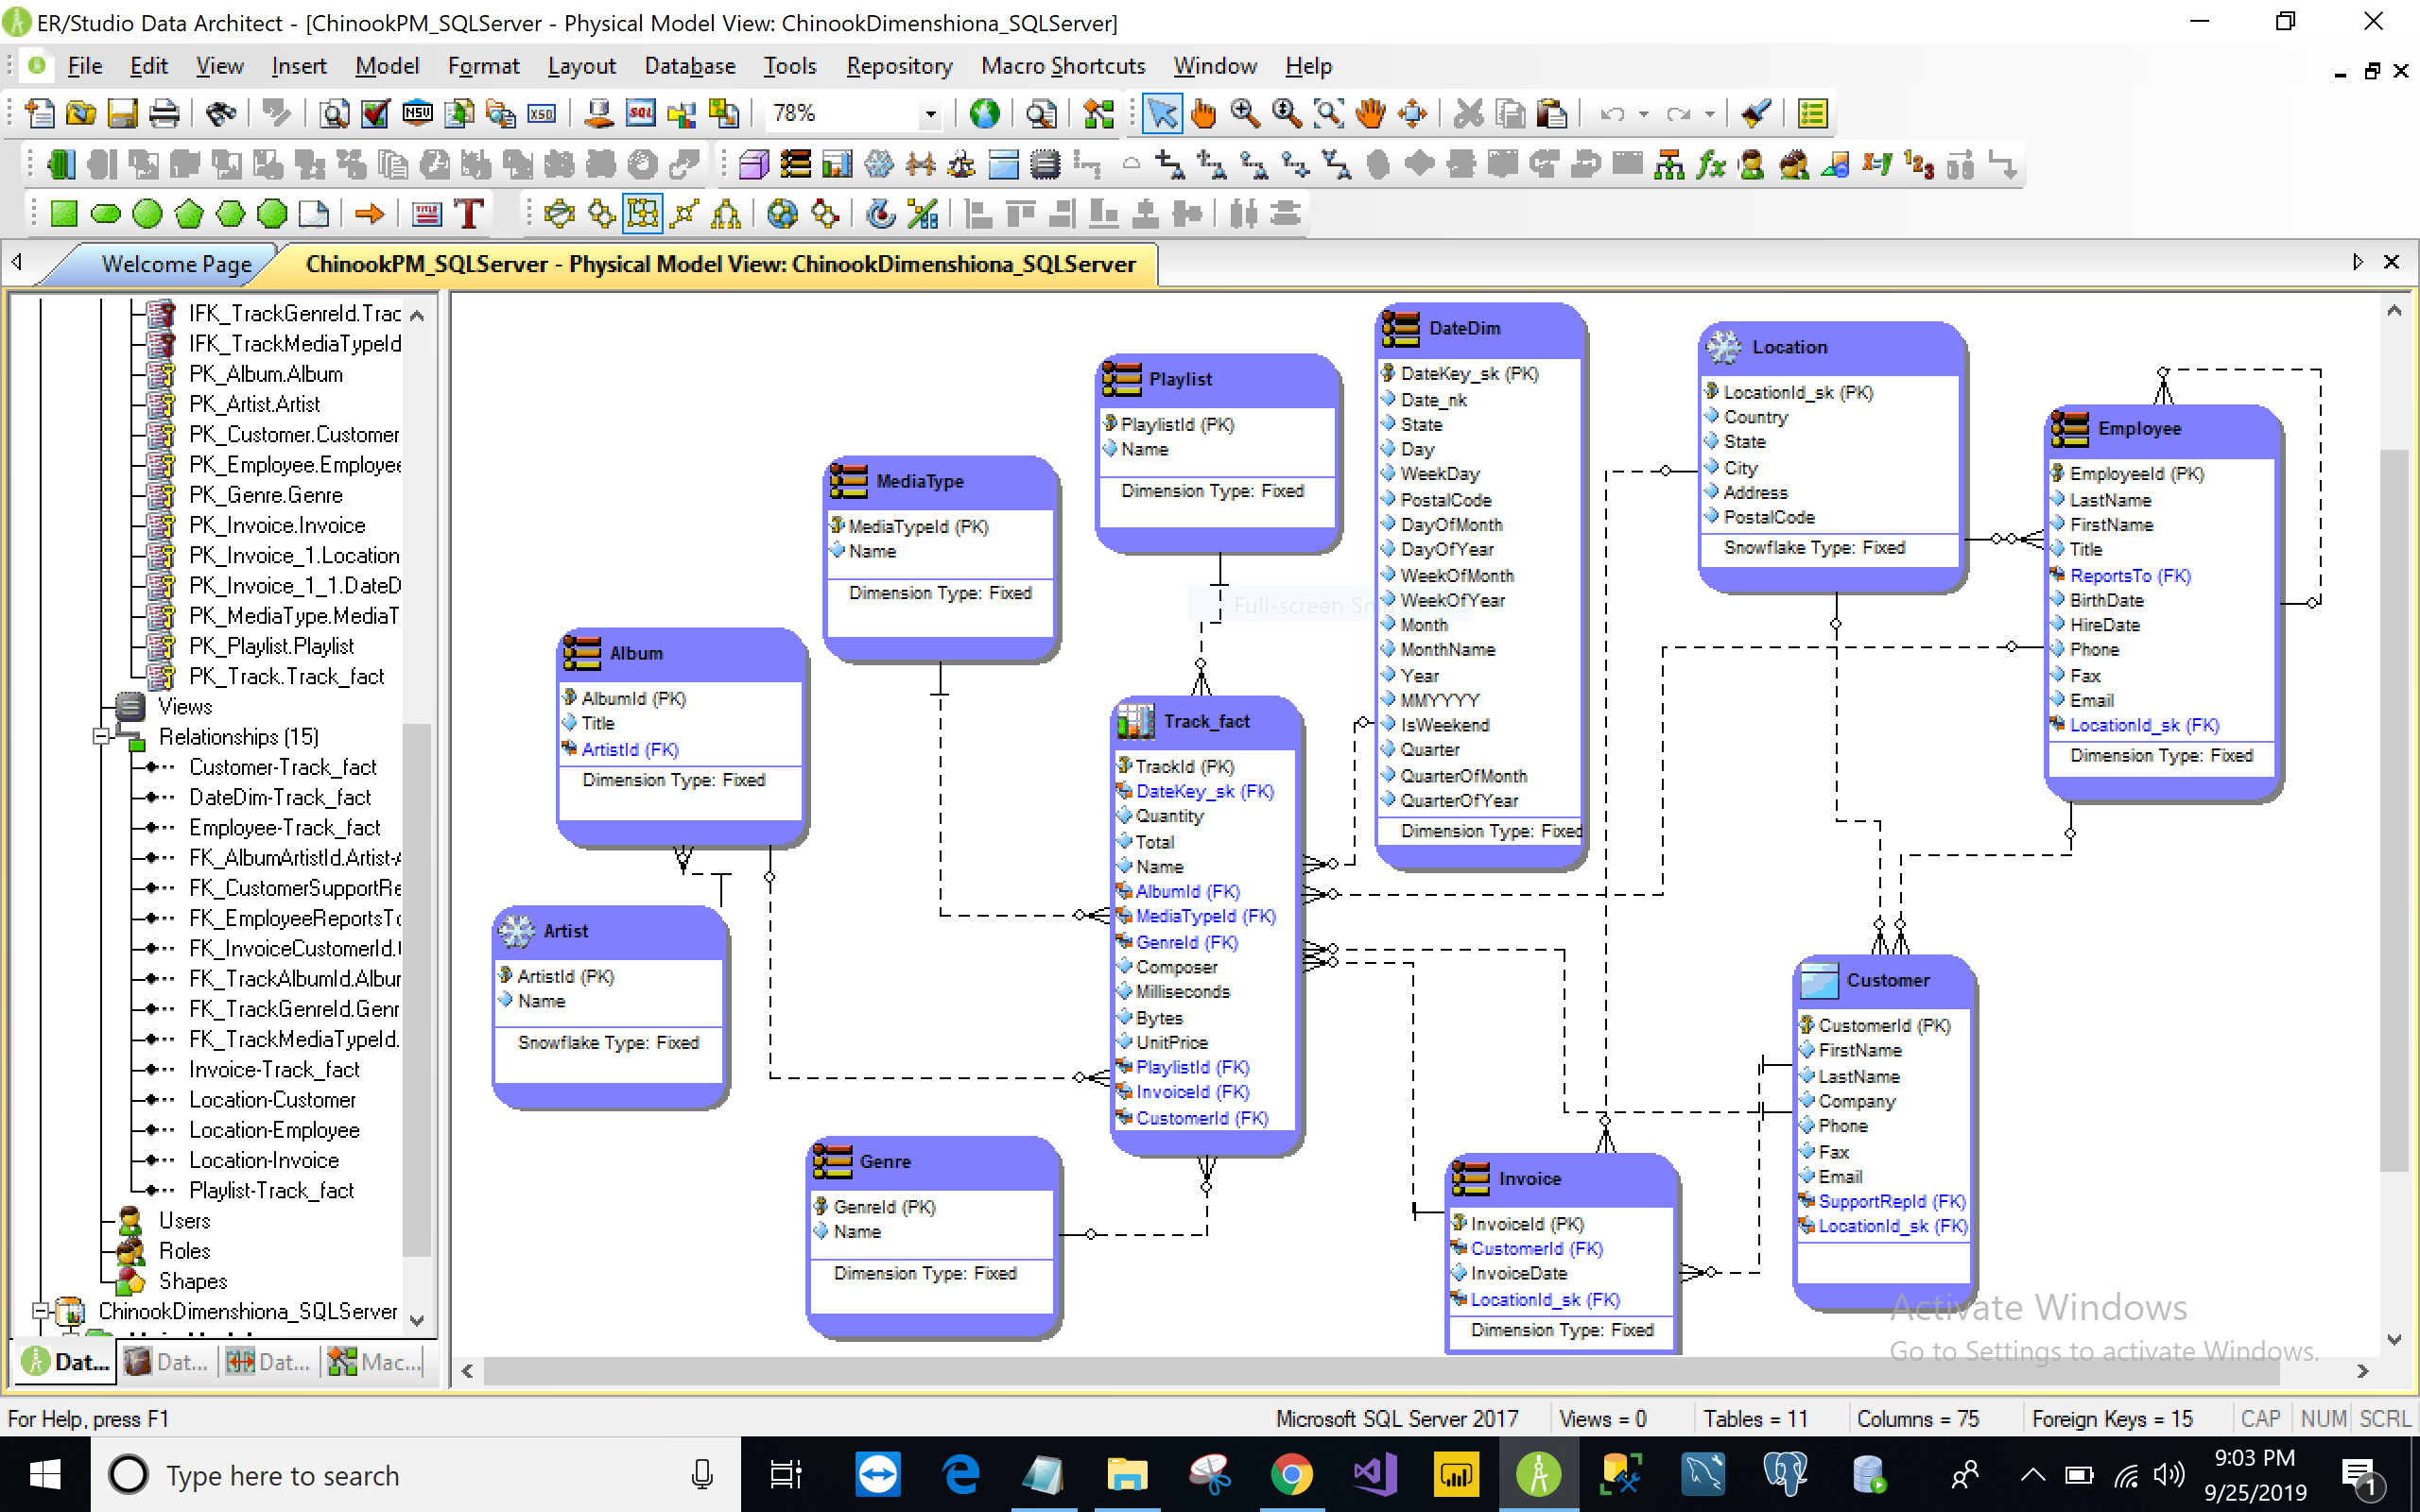 ER/Studio Data Architect - [ChinookPM_SQLServer - Physical Model View: ChinookDimenshiona_SQLServer]
File Edit View Insert Model Format Layout Database Tools Repository Macro Shortcuts Window Help
NSV XSD SQL 78%
fx x=y 123
TITLE T
Welcome Page ChinookPM_SQLServer - Physical Model View: ChinookDimenshiona_SQLServer
IFK_TrackGenreId.Trac
IFK_TrackMediaTypeId
PK_Album.Album
PK_Artist.Artist
PK_Customer.Customer
PK_Employee.Employee
PK_Genre.Genre
PK_Invoice.Invoice
PK_Invoice_1.Location
PK_Invoice_1_1.DateD
PK_MediaType.MediaT
PK_Playlist.Playlist
PK_Track.Track_fact
Views
Relationships (15)
Customer-Track_fact
DateDim-Track_fact
Employee-Track_fact
FK_AlbumArtistId.Artist-A
FK_CustomerSupportRe
FK_EmployeeReportsTo
FK_InvoiceCustomerId.
FK_TrackAlbumId.Albur
FK_TrackGenreId.Genr
FK_TrackMediaTypeId.
Invoice-Track_fact
Location-Customer
Location-Employee
Location-Invoice
Playlist-Track_fact
Users
Roles
Shapes
ChinookDimenshiona_SQLServer
Dat... Dat... Dat... Mac...
Album
AlbumId (PK)
Title
ArtistId (FK)
Dimension Type: Fixed
Artist
ArtistId (PK)
Name
Snowflake Type: Fixed
MediaType
MediaTypeId (PK)
Name
Dimension Type: Fixed
Genre
GenreId (PK)
Name
Dimension Type: Fixed
Playlist
PlaylistId (PK)
Name
Dimension Type: Fixed
Full-screen Sn
Track_fact
TrackId (PK)
DateKey_sk (FK)
Quantity
Total
Name
AlbumId (FK)
MediaTypeId (FK)
GenreId (FK)
Composer
Milliseconds
Bytes
UnitPrice
PlaylistId (FK)
InvoiceId (FK)
CustomerId (FK)
DateDim
DateKey_sk (PK)
Date_nk
State
Day
WeekDay
PostalCode
DayOfMonth
DayOfYear
WeekOfMonth
WeekOfYear
Month
MonthName
Year
MMYYYY
IsWeekend
Quarter
QuarterOfMonth
QuarterOfYear
Dimension Type: Fixed
Location
LocationId_sk (PK)
Country
State
City
Address
PostalCode
Snowflake Type: Fixed
Employee
EmployeeId (PK)
LastName
FirstName
Title
ReportsTo (FK)
BirthDate
HireDate
Phone
Fax
Email
LocationId_sk (FK)
Dimension Type: Fixed
Customer
CustomerId (PK)
FirstName
LastName
Company
Phone
Fax
Email
SupportRepId (FK)
LocationId_sk (FK)
Invoice
InvoiceId (PK)
CustomerId (FK)
InvoiceDate
LocationId_sk (FK)
Dimension Type: Fixed
Activate Windows
Go to Settings to activate Windows.
For Help, press F1 Microsoft SQL Server 2017 Views = 0 Tables = 11 Columns = 75 Foreign Keys = 15 CAP NUM SCRL
Type here to search
9:03 PM
9/25/2019
1